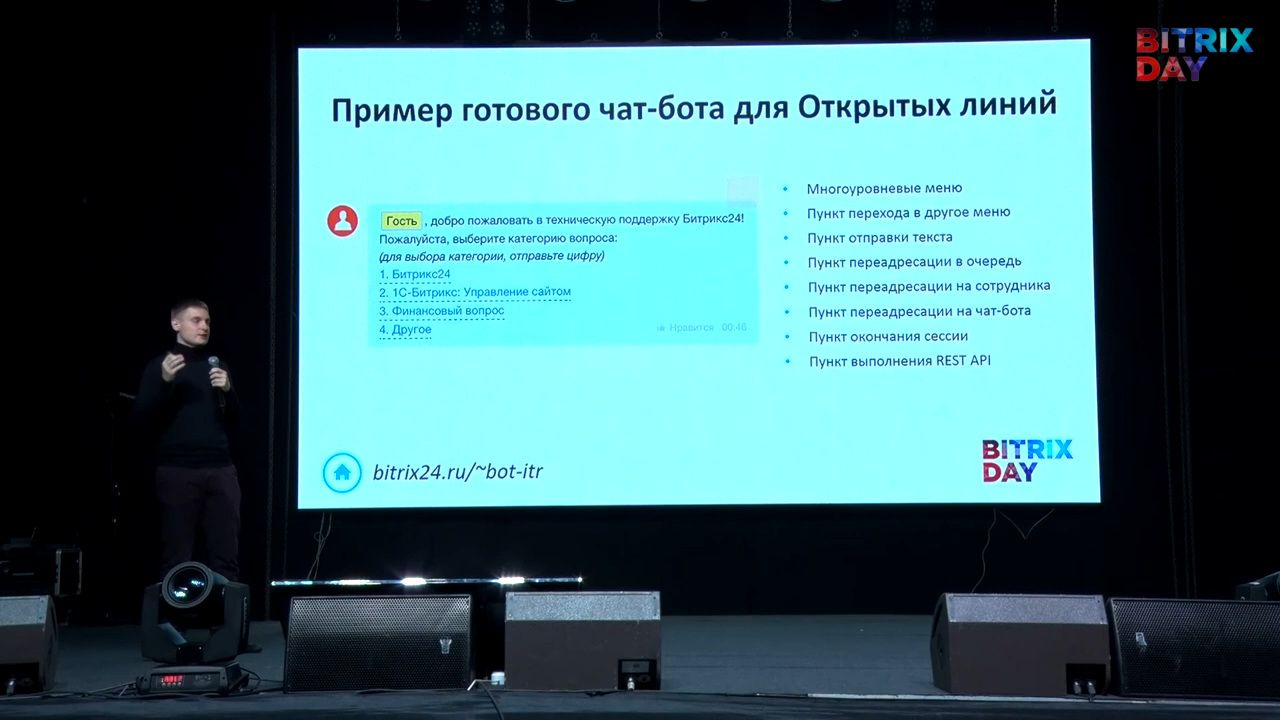 BITRIX
DAY
Пример готового чат-бота для Открытых линий
Гость , добро пожаловать в техническую поддержку Битрикс24!
Пожалуйста, выберите категорию вопроса:
(для выбора категории, отправьте цифру)
1. Битрикс24
2. 1С-Битрикс: Управление сайтом
3. Финансовый вопрос
4. Другое
Нравится 00:46
• Многоуровневые меню
• Пункт перехода в другое меню
• Пункт отправки текста
• Пункт переадресации в очередь
• Пункт переадресации на сотрудника
• Пункт переадресации на чат-бота
• Пункт окончания сессии
• Пункт выполнения REST API
bitrix24.ru/~bot-itr
BITRIX
DAY